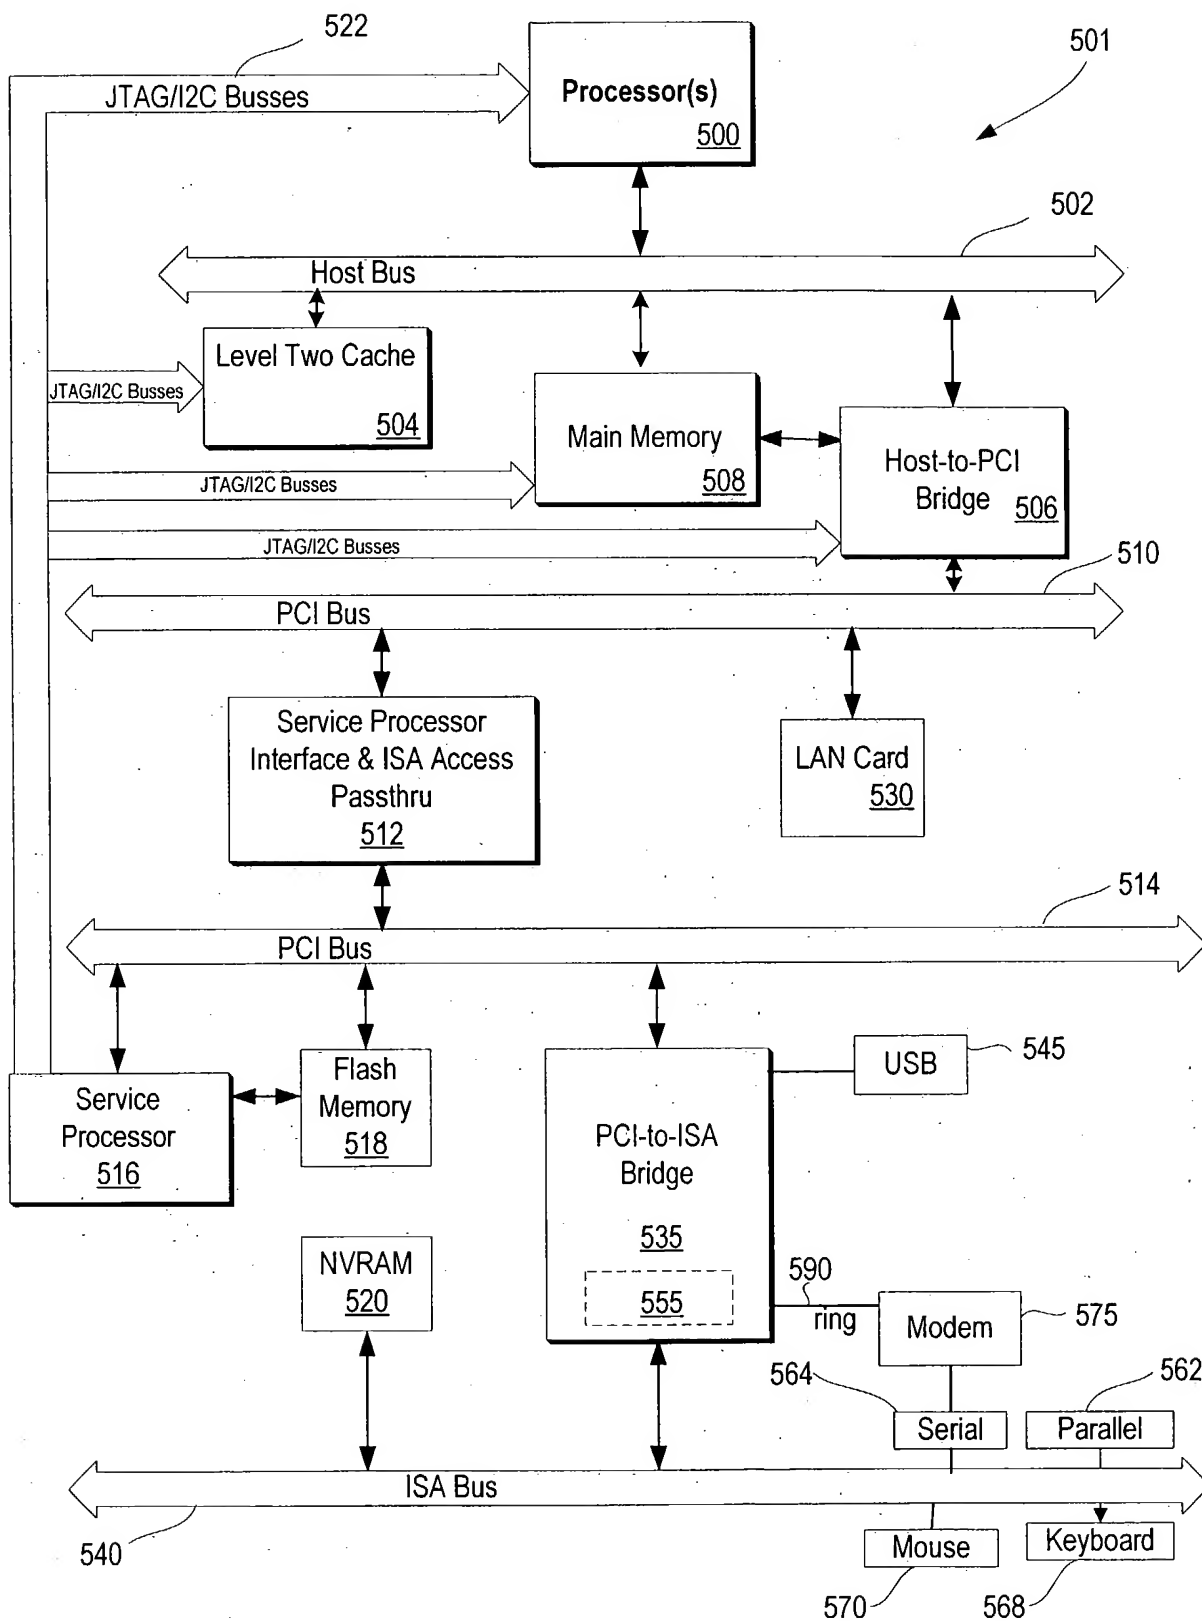 522
501
JTAG/I2C Busses
Processor(s)
500
502
Host Bus
Level Two Cache
504
JTAG/I2C Busses
Main Memory
508
Host-to-PCI
Bridge
506
JTAG/I2C Busses
JTAG/I2C Busses
510
PCI Bus
Service Processor
Interface & ISA Access
Passthru
512
LAN Card
530
514
PCI Bus
Service
Processor
516
Flash
Memory
518
PCI-to-ISA
Bridge
535
555
USB
545
NVRAM
520
590
ring
Modem
575
564
562
Serial
Parallel
ISA Bus
540
Mouse
Keyboard
570
568